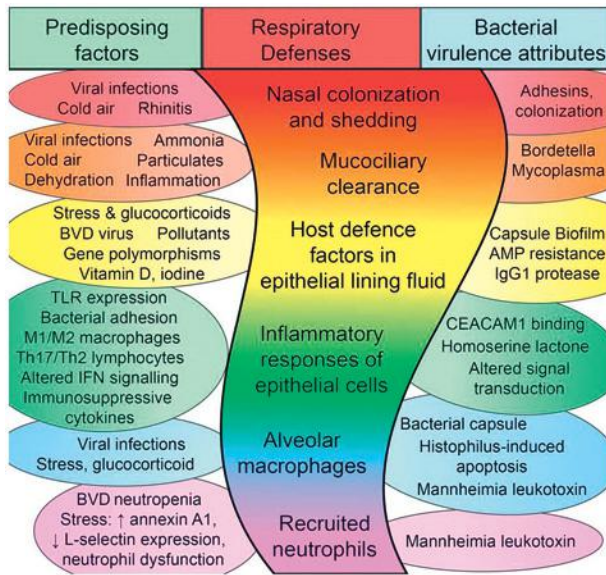 Predisposing
factors
Respiratory
Defenses
Bacterial
virulence attributes
Viral infections
Cold air Rhinitis
Nasal colonization
and shedding
Adhesins,
colonization
Viral infections Ammonia
Cold air Particulates
Dehydration Inflammation
Mucociliary
clearance
Bordetella
Mycoplasma
Stress & glucocorticoids
BVD virus Pollutants
Gene polymorphisms
Vitamin D, iodine
Host defence
factors in
epithelial lining fluid
Capsule Biofilm
AMP resistance
IgG1 protease
TLR expression
Bacterial adhesion
M1/M2 macrophages
Th17/Th2 lymphocytes
Altered IFN signalling
Immunosuppressive
cytokines
Inflammatory
responses of
epithelial cells
CEACAM1 binding
Homoserine lactone
Altered signal
transduction
Viral infections
Stress, glucocorticoid
Alveolar
macrophages
Bacterial capsule
Histophilus-induced
apoptosis
Mannheimia leukotoxin
BVD neutropenia
Stress: ↑ annexin A1,
↓ L-selectin expression,
neutrophil dysfunction
Recruited
neutrophils
Mannheimia leukotoxin